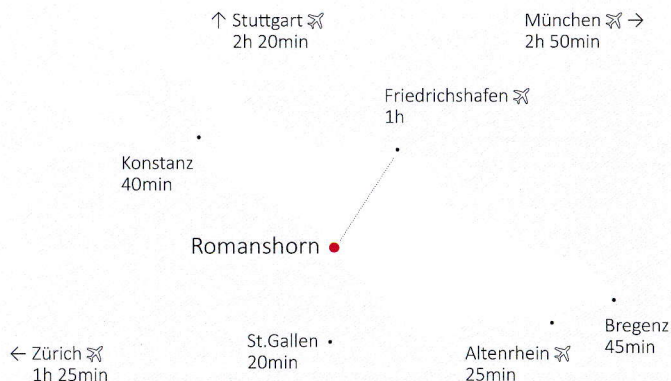 ↑ Stuttgart
2h 20min
München →
2h 50min
Friedrichshafen
1h
Konstanz
40min
Romanshorn
Bregenz
45min
St.Gallen
20min
Altenrhein
25min
← Zürich
1h 25min